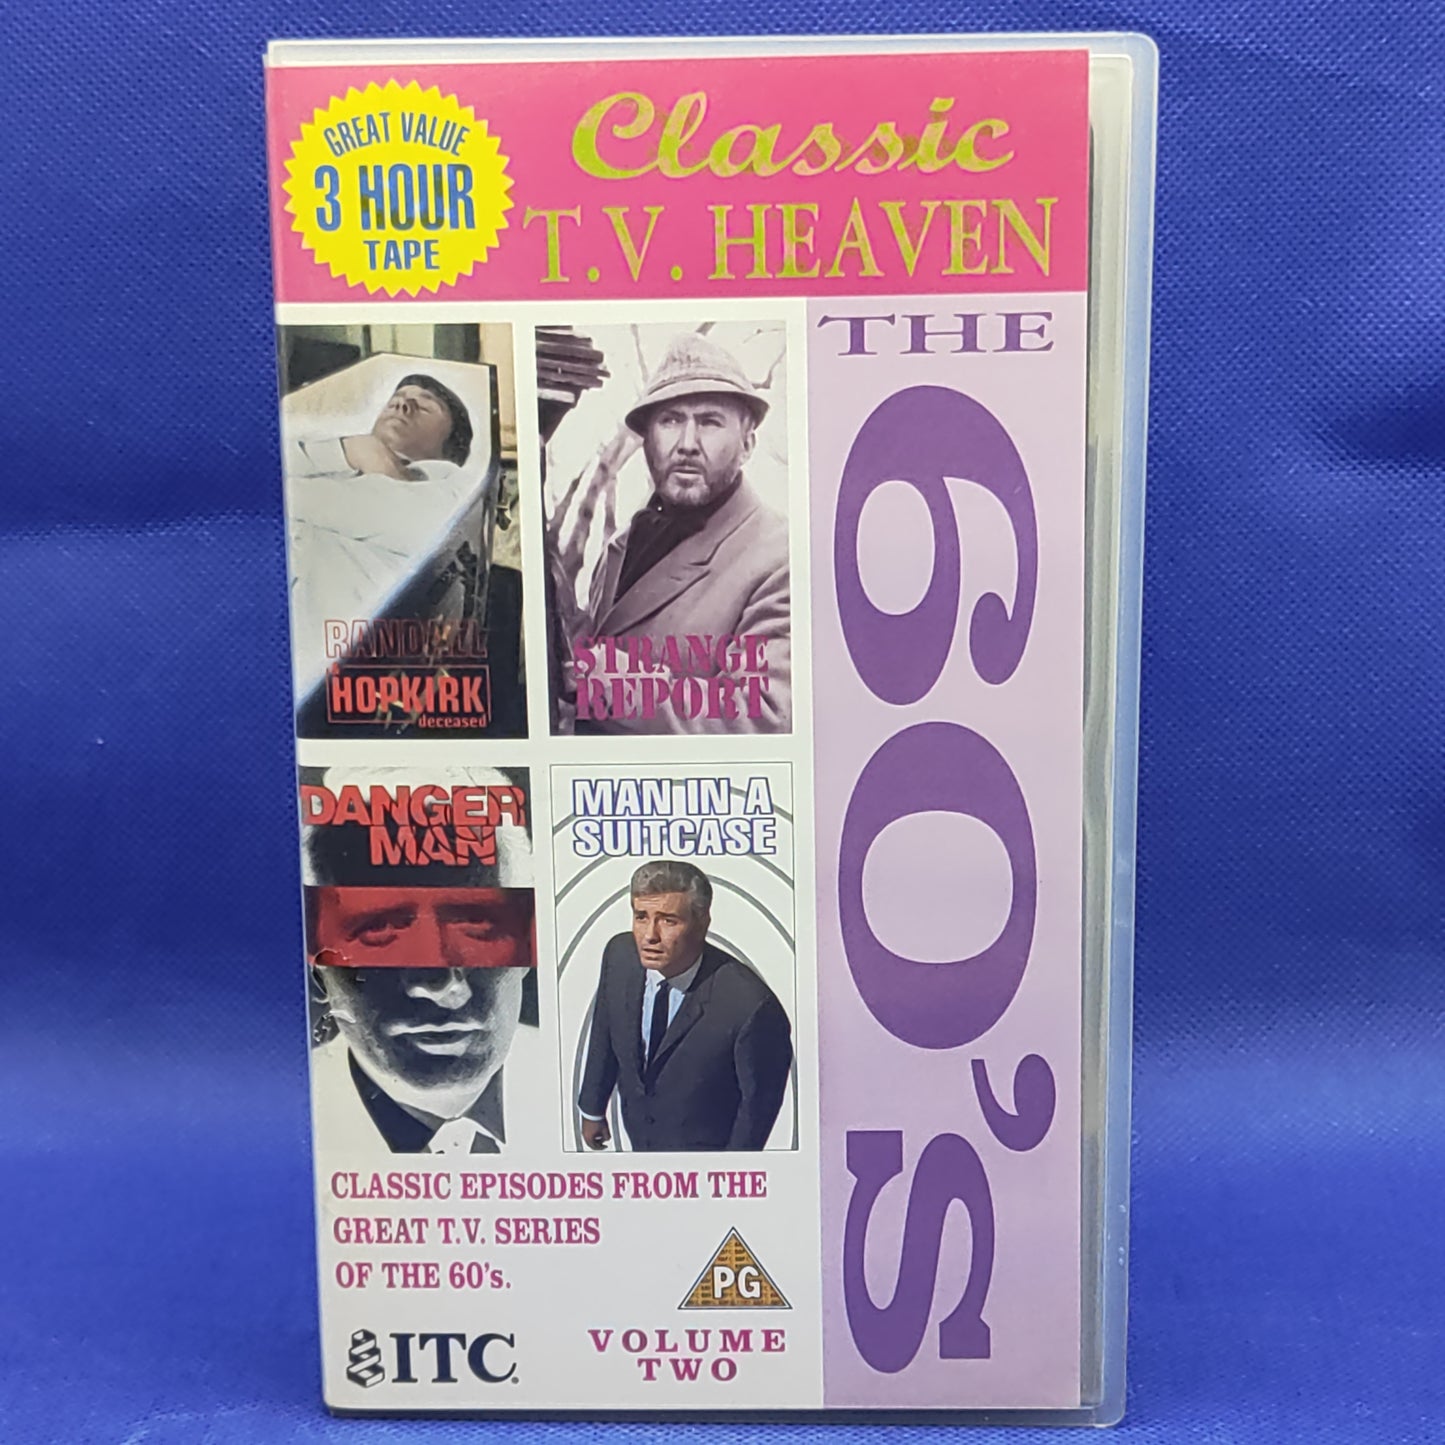 GREAT VALUE
3 HOUR
TAPE
Classic
T.V. HEAVEN
THE
60's
RANDALL
&
HOPKIRK
deceased
STRANGE
REPORT
DANGER
MAN
MAN IN A
SUITCASE
CLASSIC EPISODES FROM THE
GREAT T.V. SERIES
OF THE 60's.
PG
ITC
VOLUME
TWO